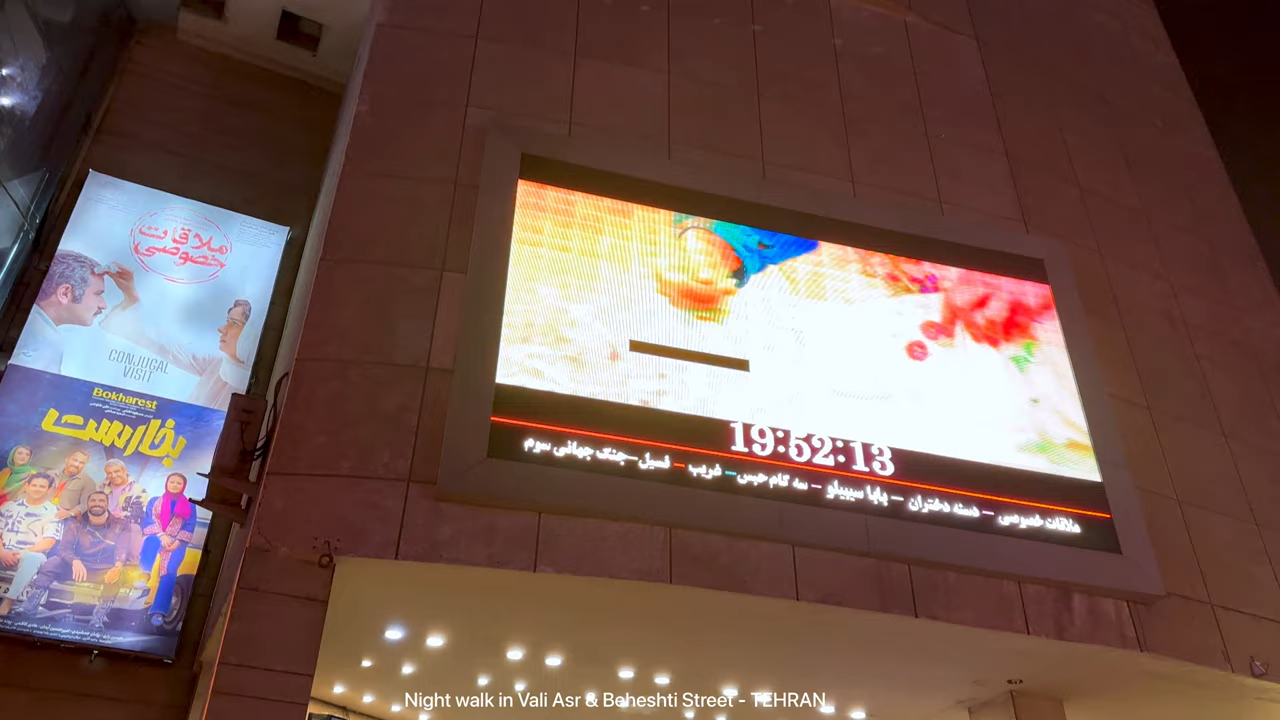 ملاقات
خصوصی
CONJUGAL
VISIT
Bokharest
بخارست
19:52:13
ملاقات خصوصی – دسته دختران – پاپا سیبیلو – سه گام حبس – غریب – فسیل – جنگ جهانی سوم
Night walk in Vali Asr & Beheshti Street - TEHRAN